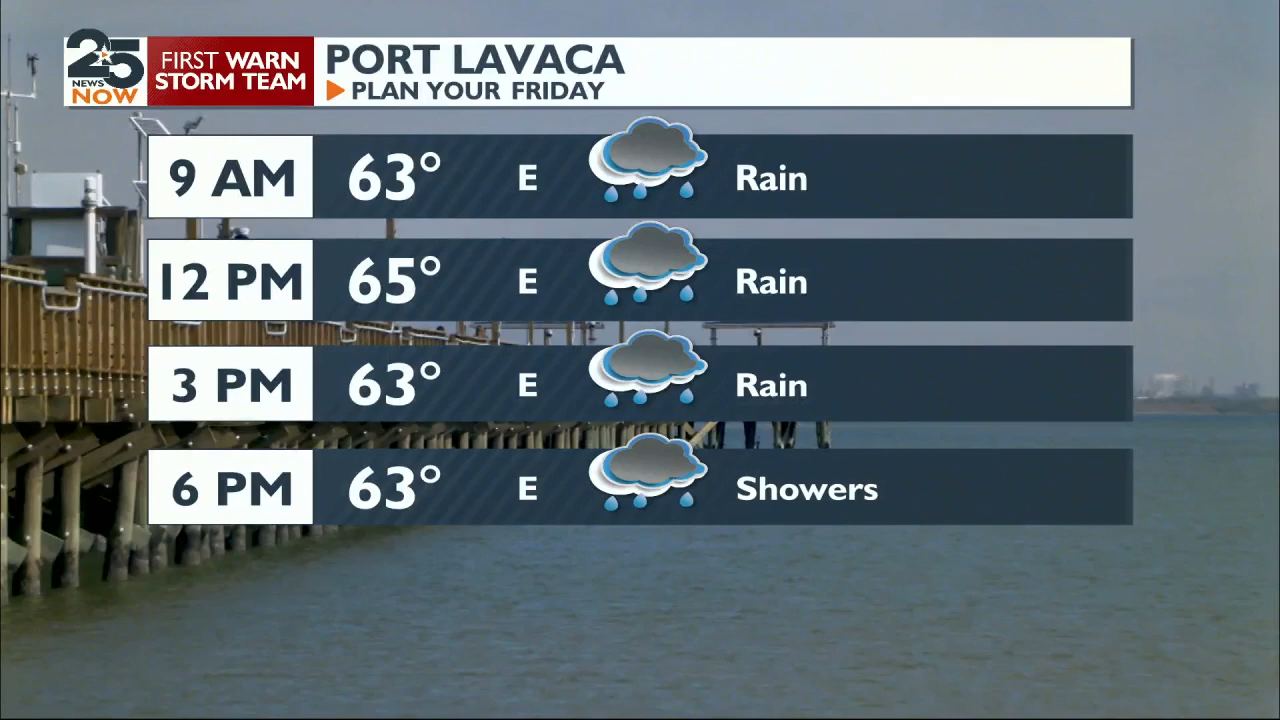 25
NEWS
NOW
FIRST WARN
STORM TEAM
PORT LAVACA
PLAN YOUR FRIDAY
9 AM 63° E Rain
12 PM 65° E Rain
3 PM 63° E Rain
6 PM 63° E Showers